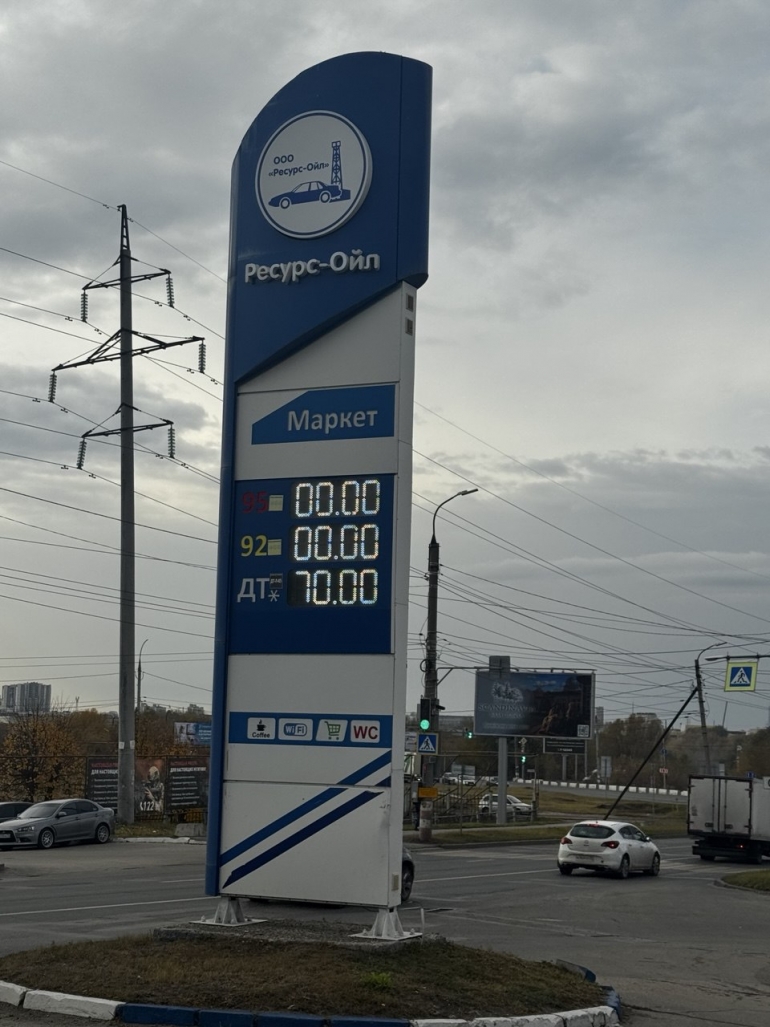 ООО
«Ресурс-Ойл»
Ресурс-Ойл
Маркет
95 00.00
92 00.00
ДТ 70.00
Coffee WiFi WC